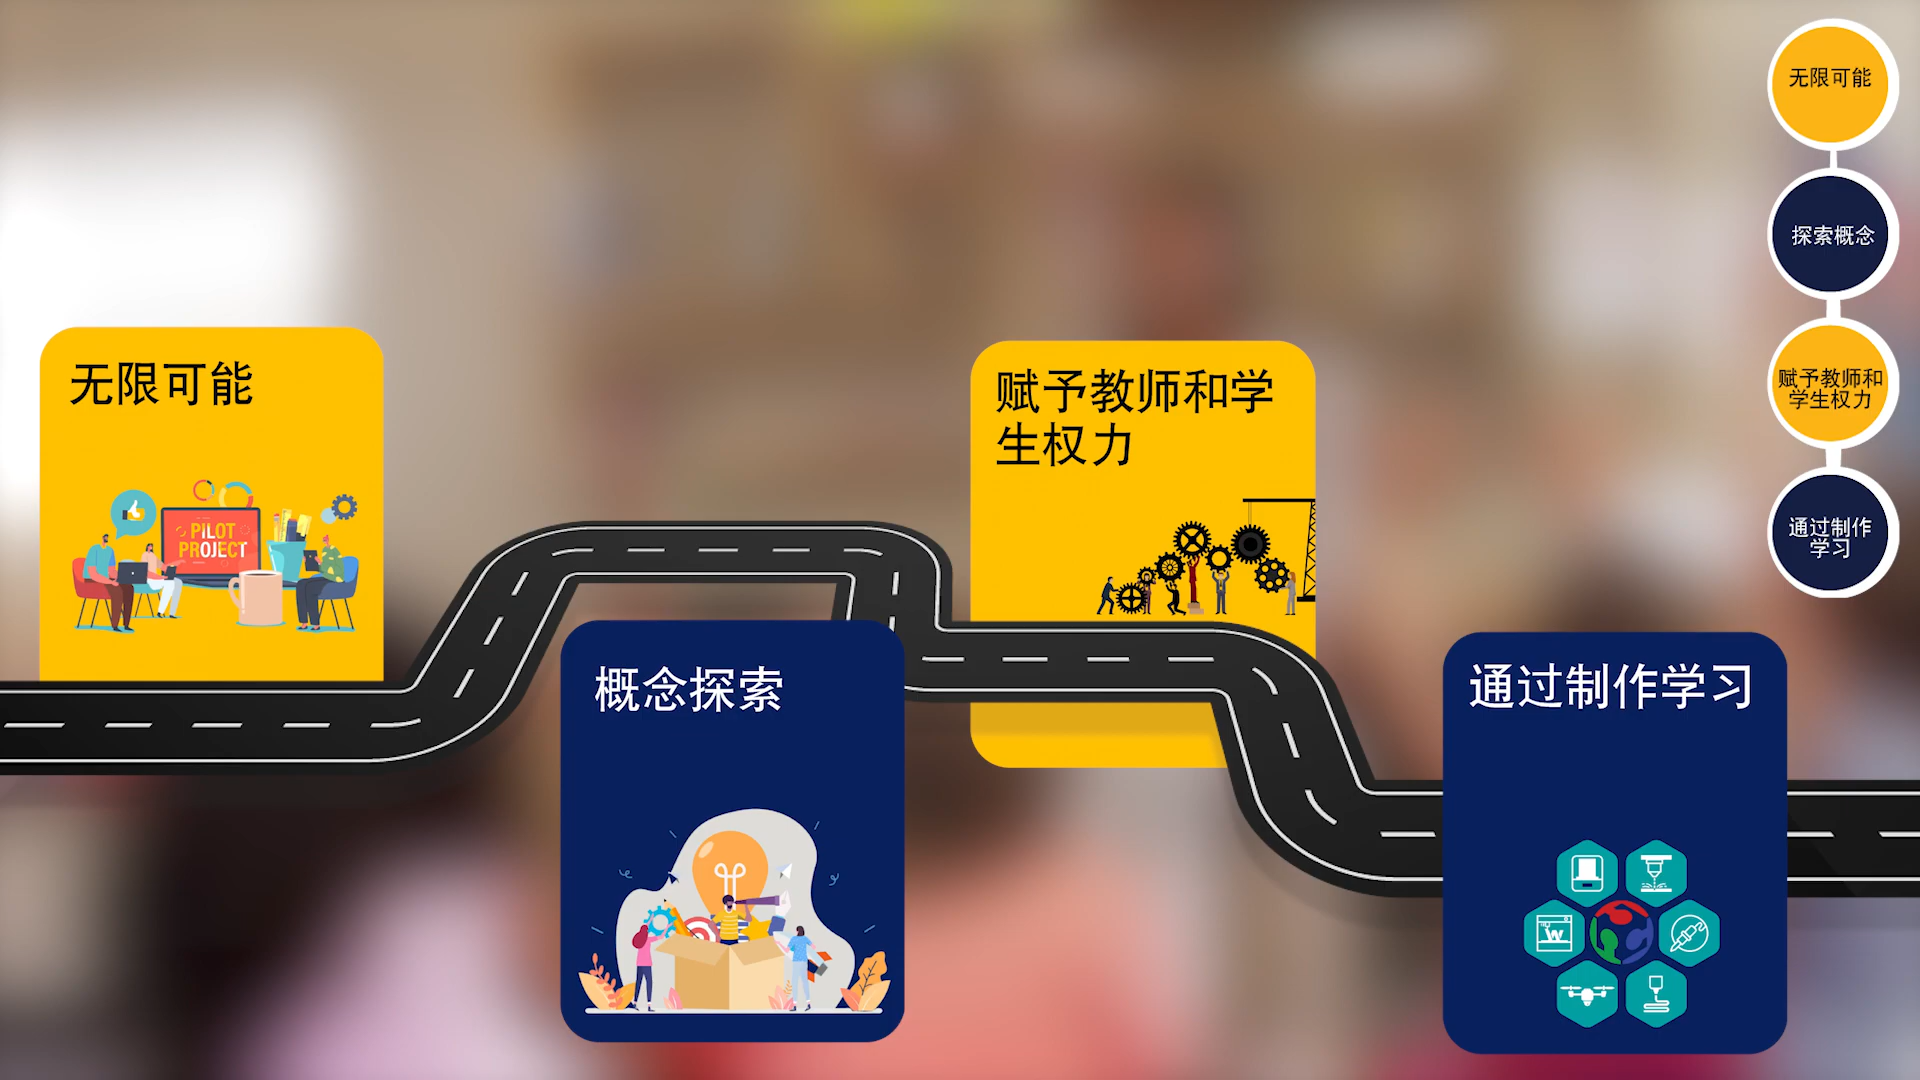 无限可能
PILOT
PROJECT
概念探索
赋予教师和学
生权力
通过制作学习
W
无限可能
探索概念
赋予教师和
学生权力
通过制作
学习